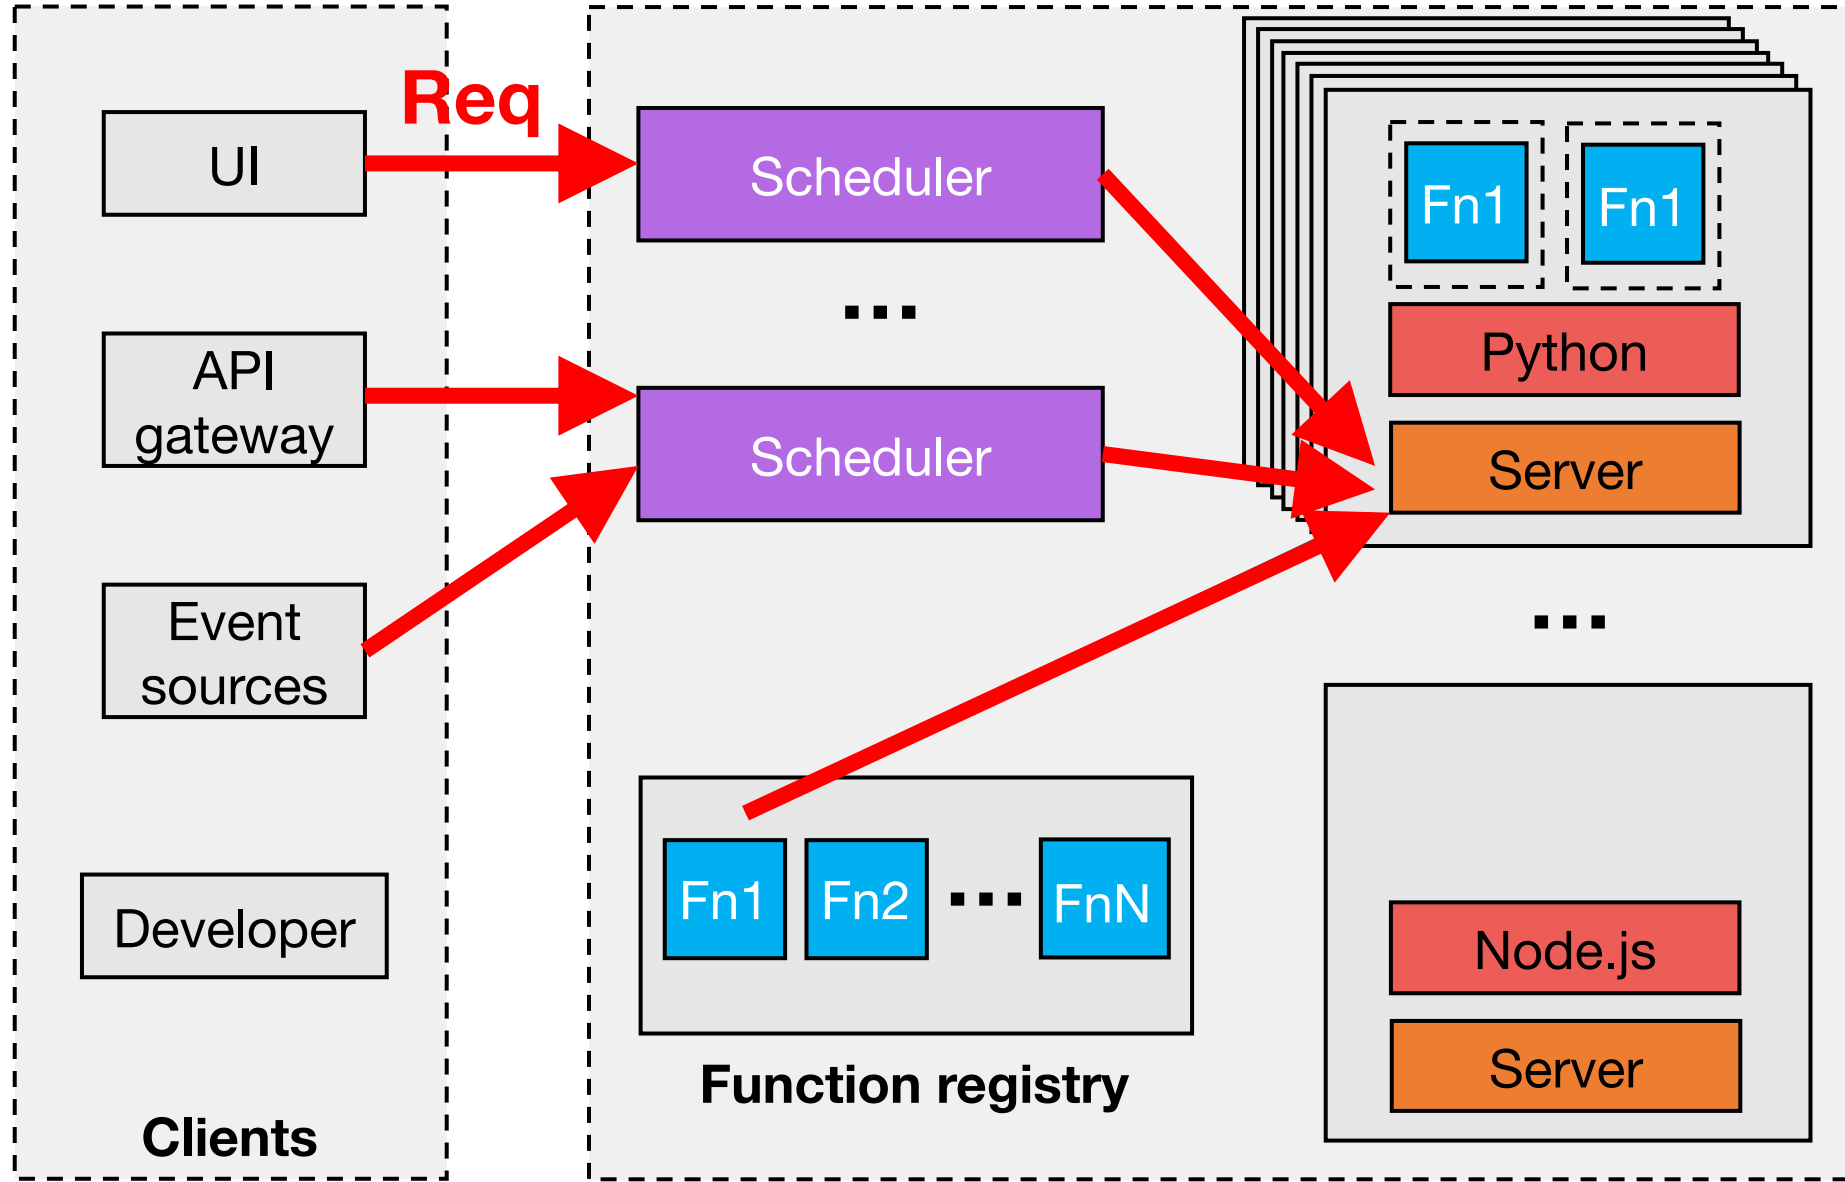 Req
UI
API
gateway
Event
sources
Developer
Clients
Scheduler
...
Scheduler
Fn1
Fn2
...
FnN
Function registry
Fn1
Fn1
Python
Server
...
Node.js
Server